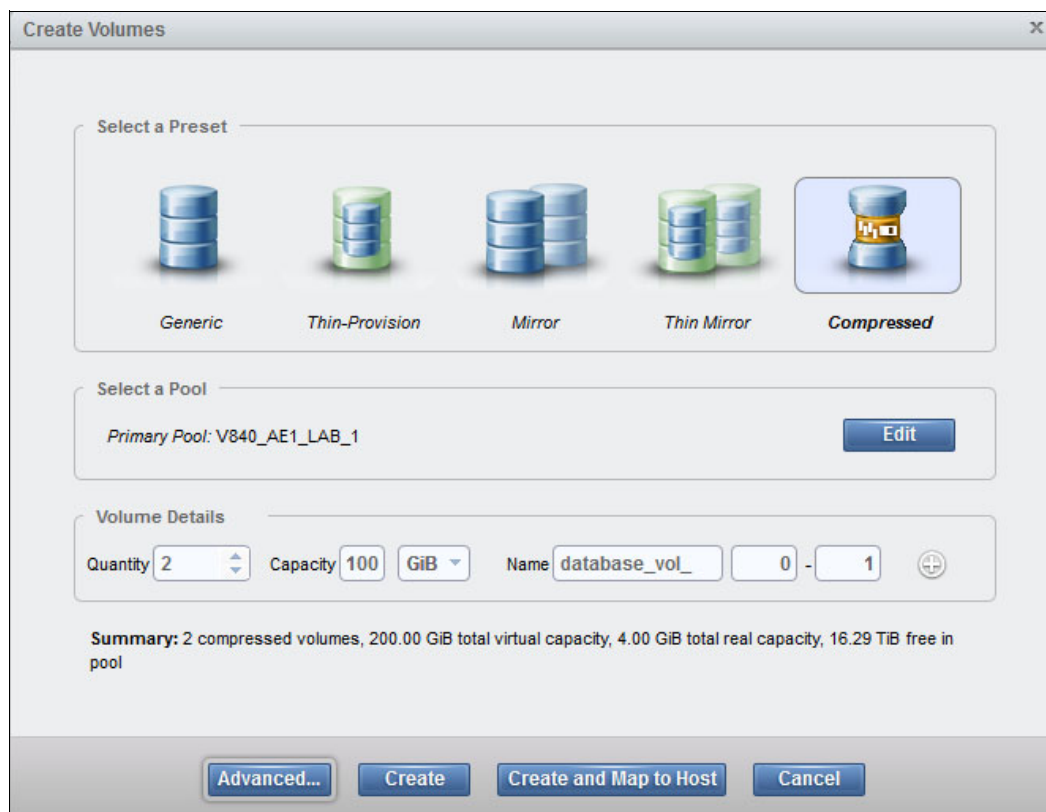 Create Volumes x
Select a Preset
Generic Thin-Provision Mirror Thin Mirror Compressed
Select a Pool
Primary Pool: V840_AE1_LAB_1 Edit
Volume Details
Quantity 2 Capacity 100 GiB Name database_vol_ 0 - 1
Summary: 2 compressed volumes, 200.00 GiB total virtual capacity, 4.00 GiB total real capacity, 16.29 TiB free in
pool
Advanced... Create Create and Map to Host Cancel